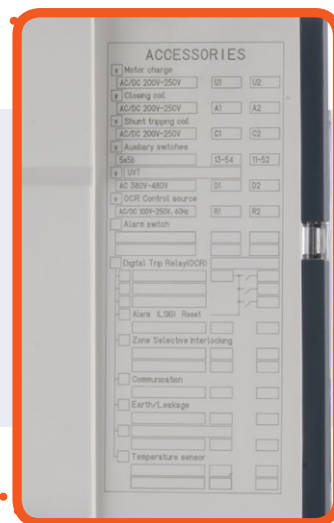 ACCESSORIES
v Motor charge
AC/DC 200V-250V U1 U2
v Closing coil
AC/DC 200V-250V A1 A2
v Shunt tripping coil
AC/DC 200V-250V C1 C2
v Auxiliary switches
5a5b 13-54 11-52
v UVT
AC 380V-480V D1 D2
v OCR Control source
AC/DC 100V-250V, 60Hz R1 R2
Alarm switch
Digital Trip Relay(OCR)
Alarm (LSIG) Reset
Zone Selective Interlocking
Communication
Earth/Leakage
Temperature sensor